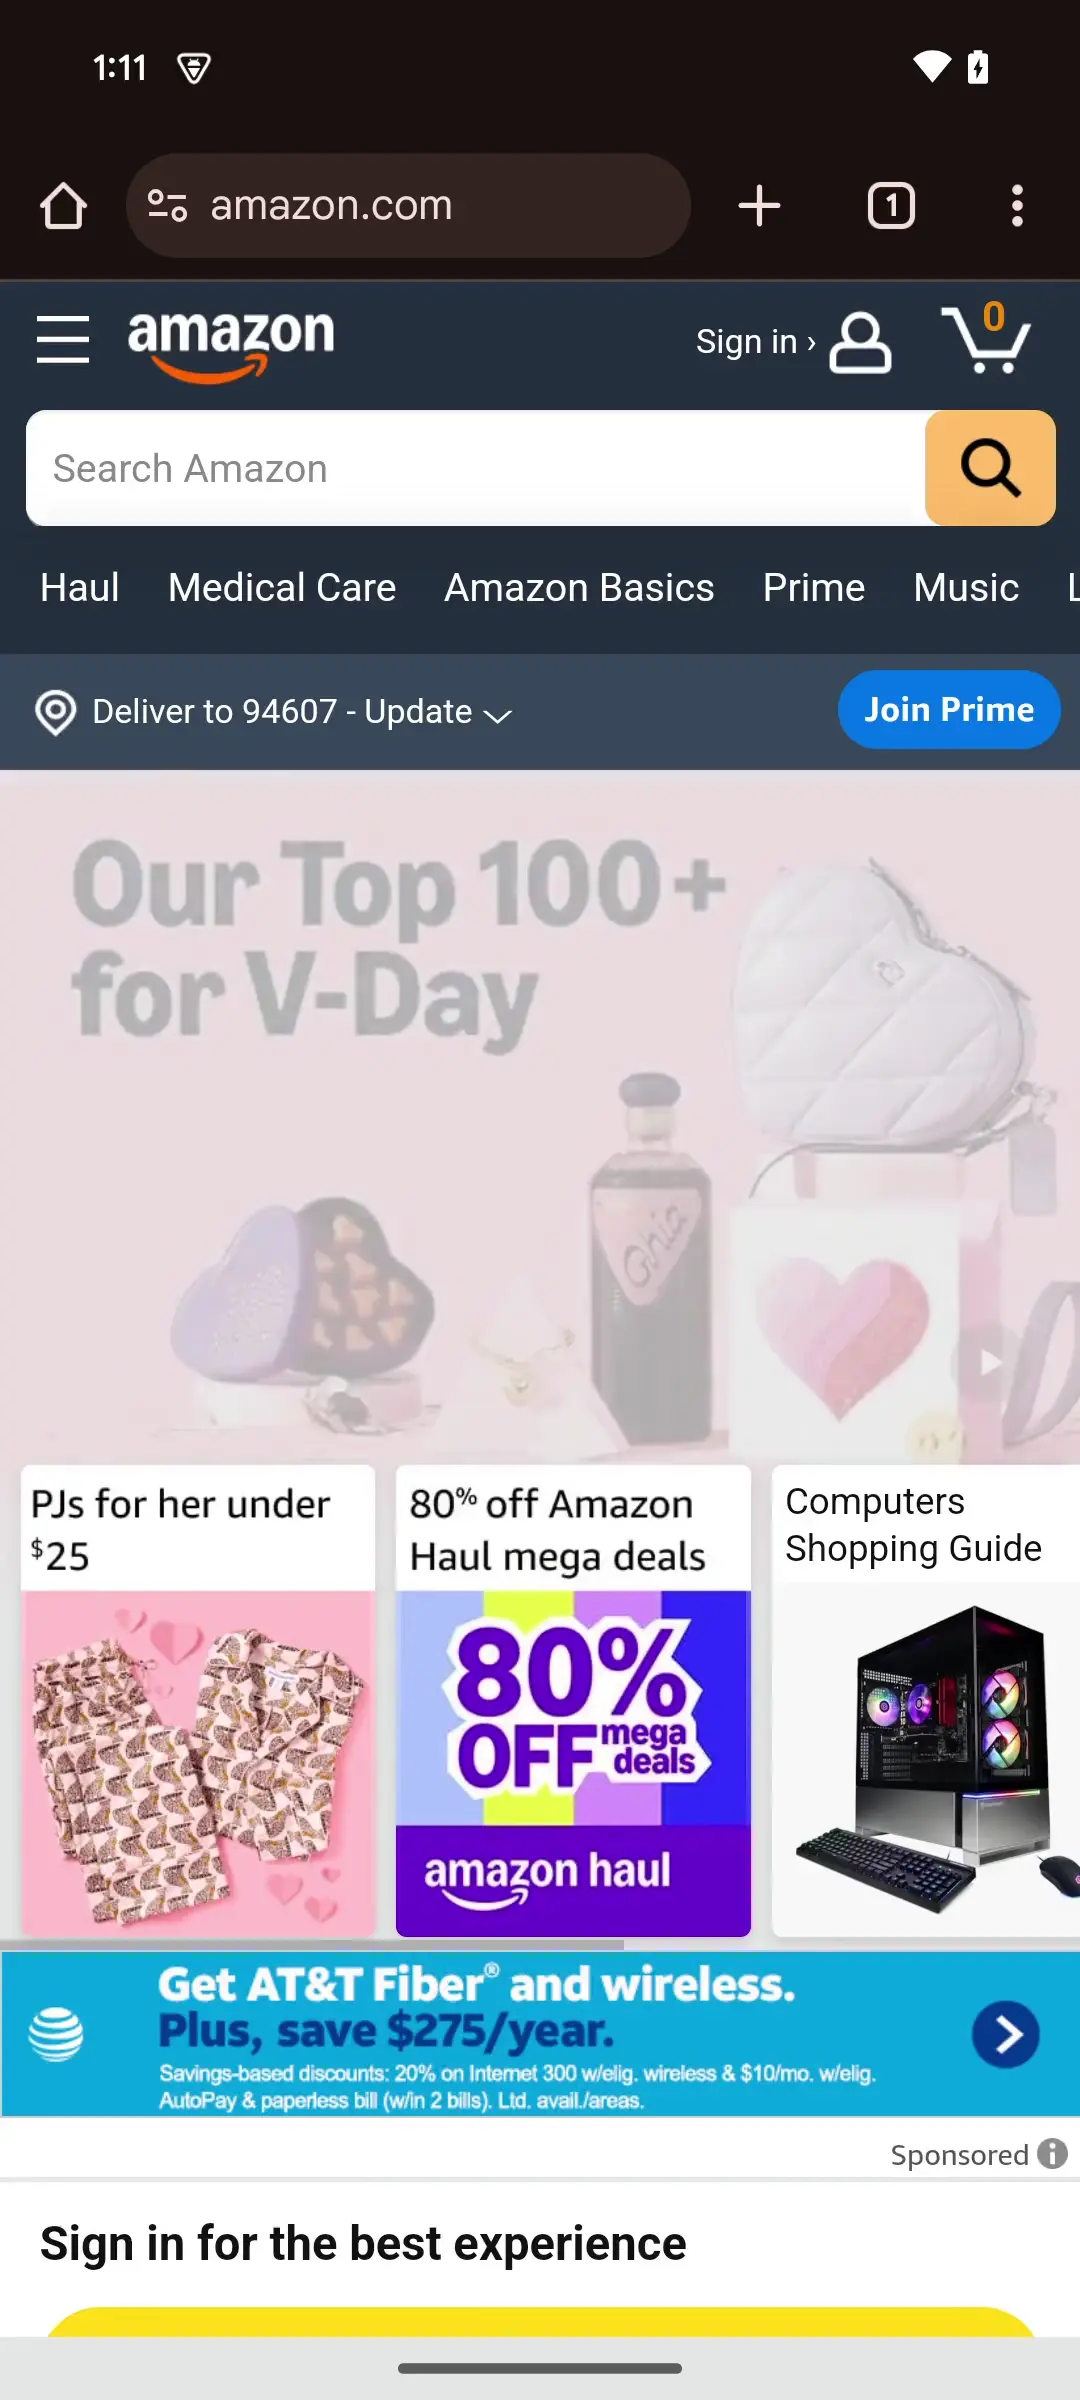 1:11
amazon.com
1
amazon
Sign in ›
0
Search Amazon
Haul Medical Care Amazon Basics Prime Music L
Deliver to 94607 - Update
Join Prime
Our Top 100+
for V-Day
Ghia
PJs for her under
$25
80% off Amazon
Haul mega deals
80%
OFF mega
deals
amazon haul
Computers
Shopping Guide
Get AT&T Fiber® and wireless.
Plus, save $275/year.
Savings-based discounts: 20% on Internet 300 w/elig. wireless & $10/mo. w/elig.
AutoPay & paperless bill (w/in 2 bills). Ltd. avail./areas.
Sponsored
Sign in for the best experience